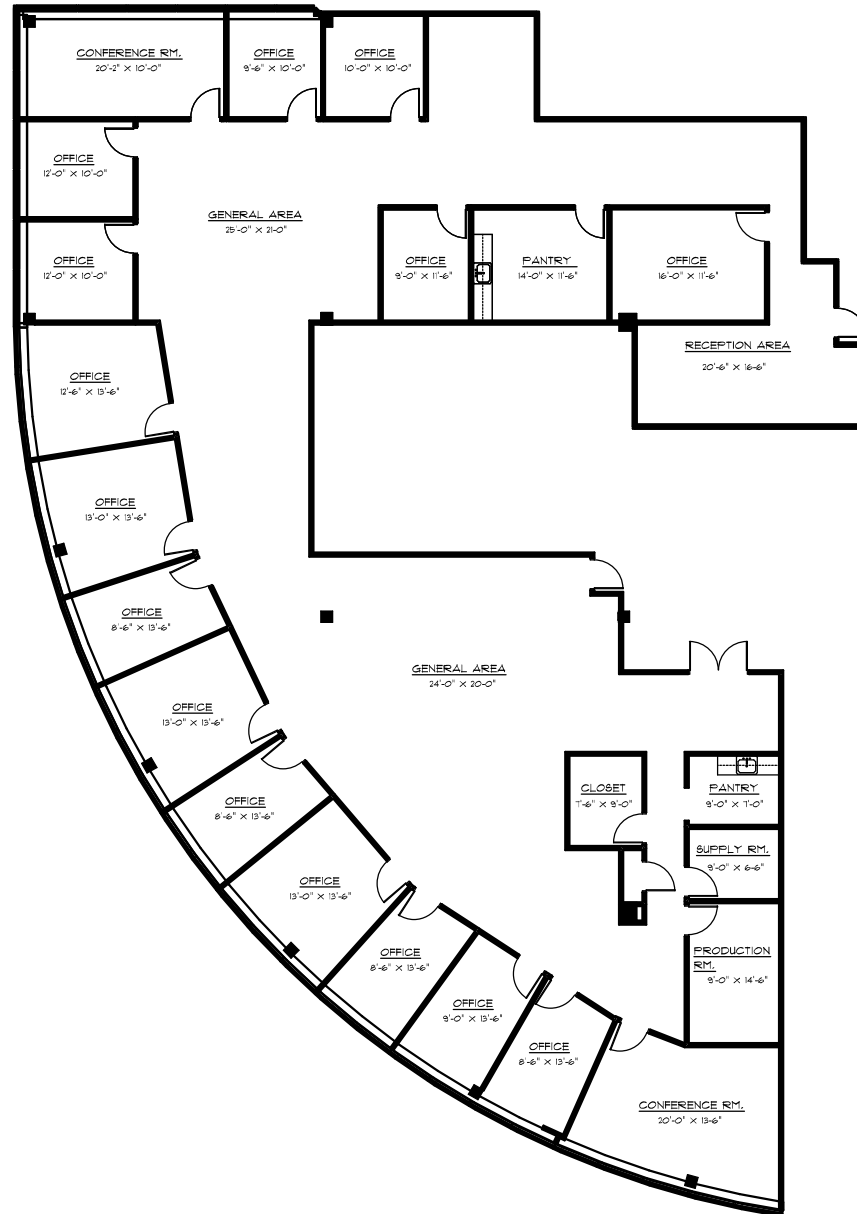 CONFERENCE RM.
20'-2" X 10'-0"
OFFICE
9'-6" X 10'-0"
OFFICE
10'-0" X 10'-0"
OFFICE
12'-0" X 10'-0"
GENERAL AREA
25'-0" X 21-0"
OFFICE
12'-0" X 10'-0"
OFFICE
9'-0" X 11'-6"
PANTRY
14'-0" X 11'-6"
OFFICE
16'-0" X 11'-6"
RECEPTION AREA
20'-6" X 16-6"
OFFICE
12'-6" X 13'-6"
OFFICE
13'-0" X 13'-6"
OFFICE
8'-6" X 13'-6"
GENERAL AREA
24'-0" X 20'-0"
OFFICE
13'-0" X 13'-6"
OFFICE
8'-6" X 13'-6"
CLOSET
7'-6" X 9'-0"
PANTRY
9'-0" X 7'-0"
SUPPLY RM.
9'-0" X 6-6"
OFFICE
13'-0" X 13'-6"
OFFICE
8'-6" X 13'-6"
PRODUCTION
RM.
9'-0" X 14'-6"
OFFICE
9'-0" X 13'-6"
OFFICE
8'-6" X 13'-6"
CONFERENCE RM.
20'-0" X 13-6"